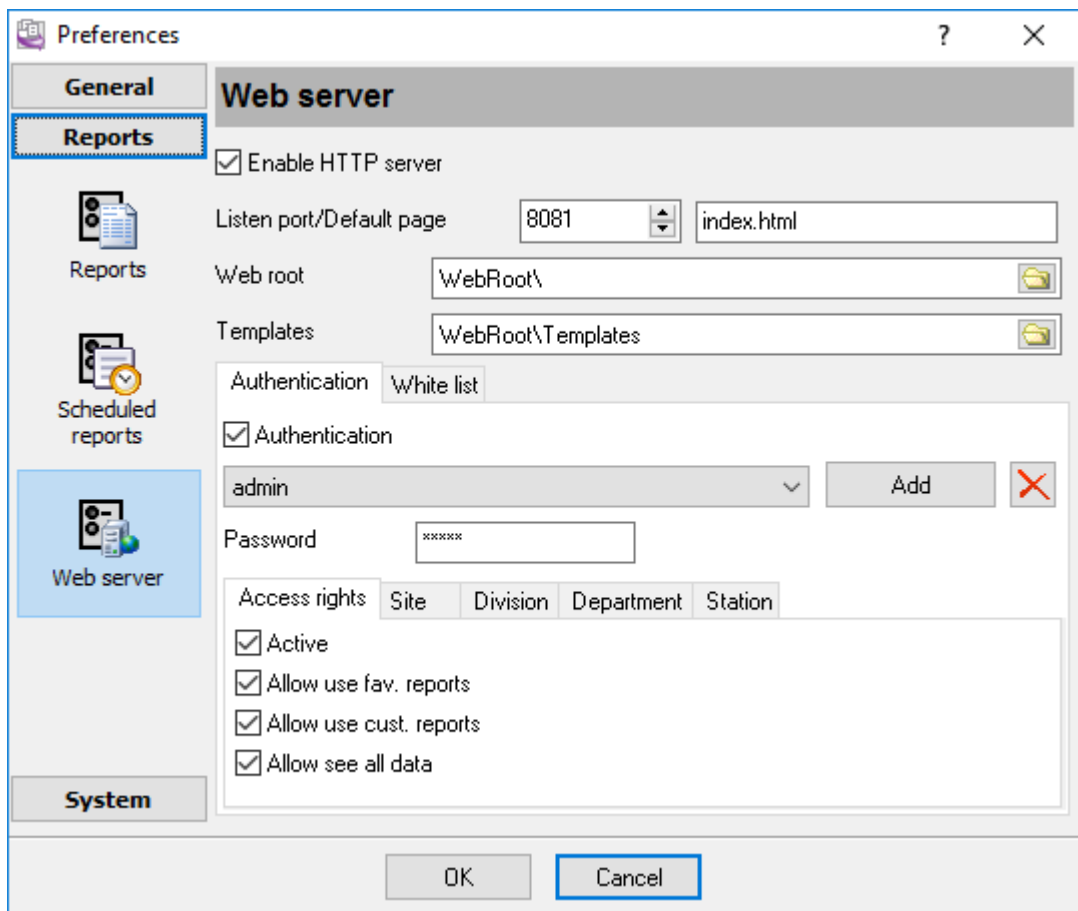 Preferences
?
General
Reports
Reports
Scheduled
reports
Web server
System
Web server
Enable HTTP server
Listen port/Default page 8081 index.html
Web root WebRoot\
Templates WebRoot\Templates
Authentication White list
Authentication
admin Add
Password *****
Access rights Site Division Department Station
Active
Allow use fav. reports
Allow use cust. reports
Allow see all data
OK Cancel